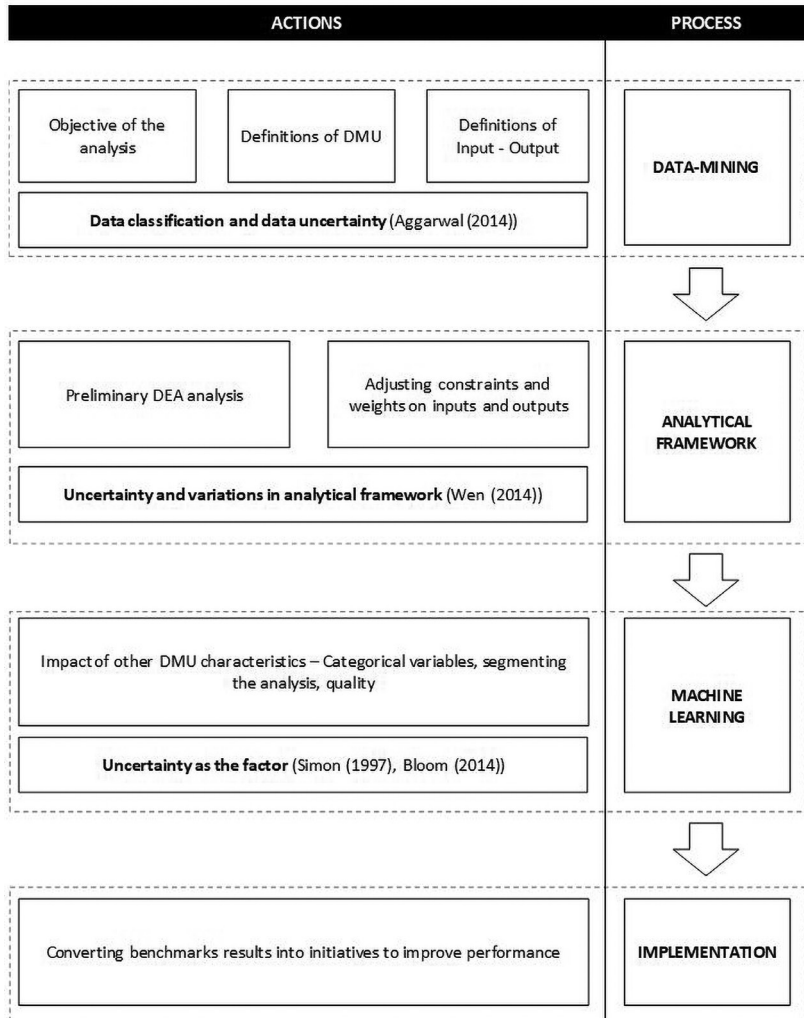 ACTIONS
PROCESS
Objective of the
analysis
Definitions of DMU
Definitions of
Input - Output
Data classification and data uncertainty (Aggarwal (2014))
DATA-MINING
Preliminary DEA analysis
Adjusting constraints and
weights on inputs and outputs
Uncertainty and variations in analytical framework (Wen (2014))
ANALYTICAL
FRAMEWORK
Impact of other DMU characteristics – Categorical variables, segmenting
the analysis, quality
Uncertainty as the factor (Simon (1997), Bloom (2014))
MACHINE
LEARNING
Converting benchmarks results into initiatives to improve performance
IMPLEMENTATION